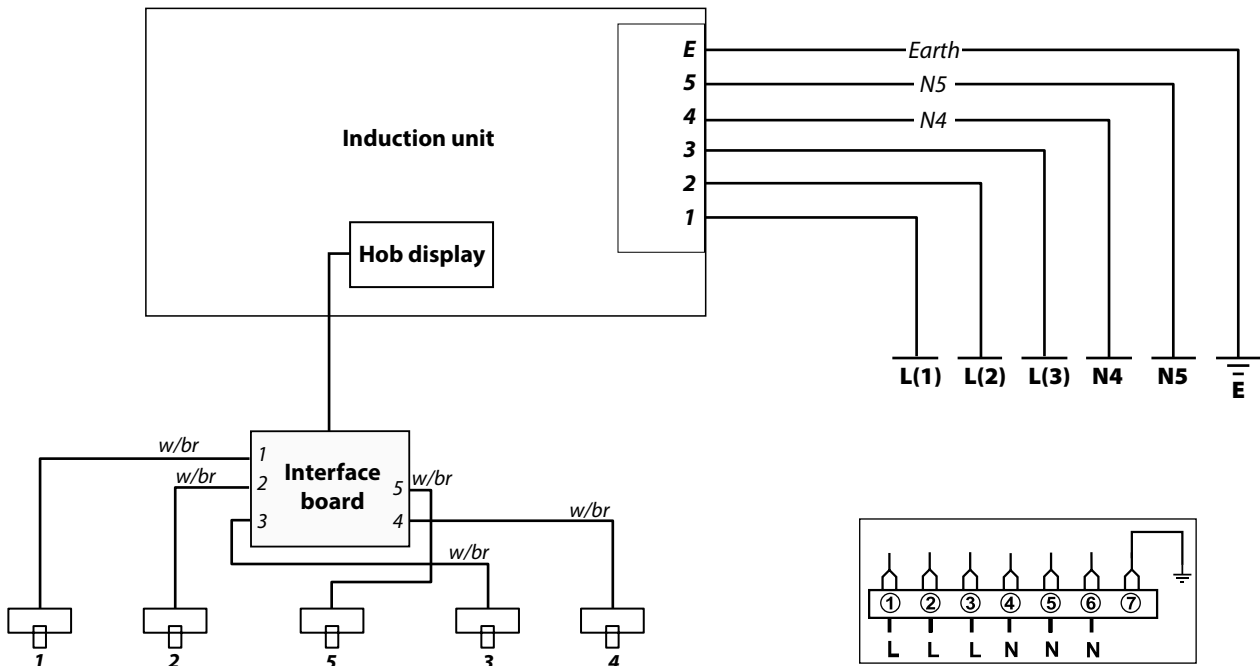 E
Earth
5
N5
4
N4
Induction unit
3
2
1
Hob display
L(1) L(2) L(3) N4 N5 E
w/br
1
w/br
2
Interface
board
5
w/br
3
4
w/br
w/br
1 2 5 3 4
1 2 3 4 5 6 7
L L L N N N